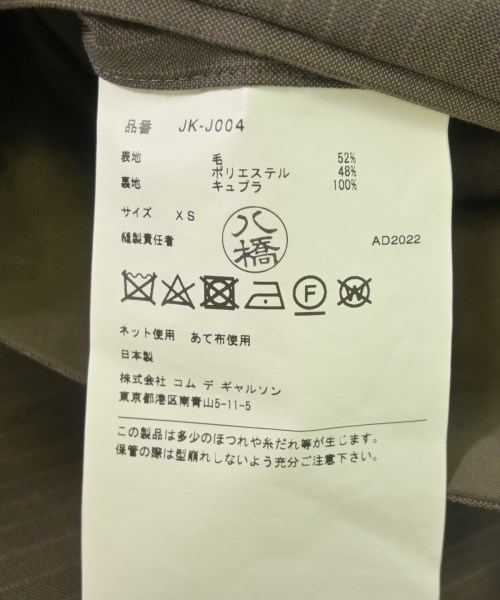 品番 JK-J004
表地 毛 52%
ポリエステル 48%
裏地 キュプラ 100%
サイズ XS
縫製責任者 八橋 AD2022
F W
ネット使用 あて布使用
日本製
株式会社 コム デ ギャルソン
東京都港区南青山5-11-5
この製品は多少のほつれや糸だれ等が生じます。
保管の際は型崩れしないよう充分ご注意下さい。